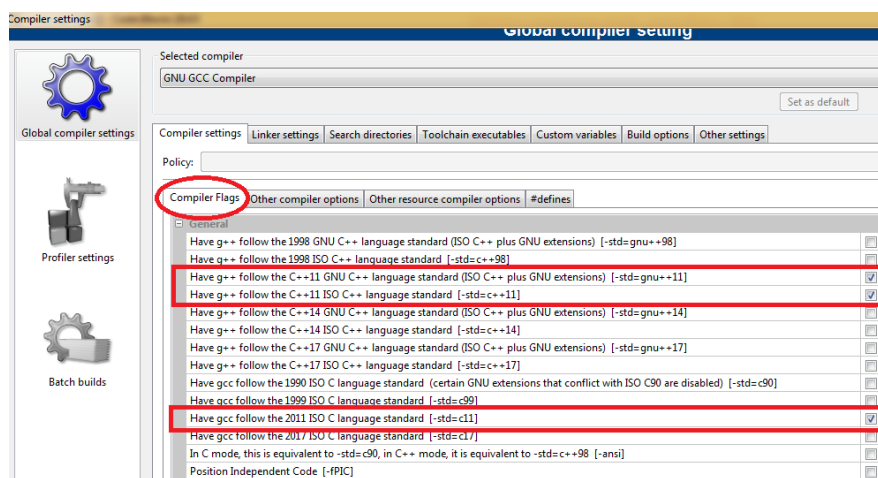 Compiler settings
Global compiler setting
Selected compiler
GNU GCC Compiler
Set as default
Global compiler settings
Compiler settings Linker settings Search directories Toolchain executables Custom variables Build options Other settings
Policy:
Compiler Flags Other compiler options Other resource compiler options #defines
General
Have g++ follow the 1998 GNU C++ language standard (ISO C++ plus GNU extensions) [-std=gnu++98]
Have g++ follow the 1998 ISO C++ language standard [-std=c++98]
Have g++ follow the C++11 GNU C++ language standard (ISO C++ plus GNU extensions) [-std=gnu++11]
Have g++ follow the C++11 ISO C++ language standard [-std=c++11]
Have g++ follow the C++14 GNU C++ language standard (ISO C++ plus GNU extensions) [-std=gnu++14]
Have g++ follow the C++14 ISO C++ language standard [-std=c++14]
Have g++ follow the C++17 GNU C++ language standard (ISO C++ plus GNU extensions) [-std=gnu++17]
Have g++ follow the C++17 ISO C++ language standard [-std=c++17]
Have gcc follow the 1990 ISO C language standard (certain GNU extensions that conflict with ISO C90 are disabled) [-std=c90]
Have gcc follow the 1999 ISO C language standard [-std=c99]
Have gcc follow the 2011 ISO C language standard [-std=c11]
Have gcc follow the 2017 ISO C language standard [-std=c17]
In C mode, this is equivalent to -std=c90, in C++ mode, it is equivalent to -std=c++98 [-ansi]
Position Independent Code [-fPIC]
Profiler settings
Batch builds